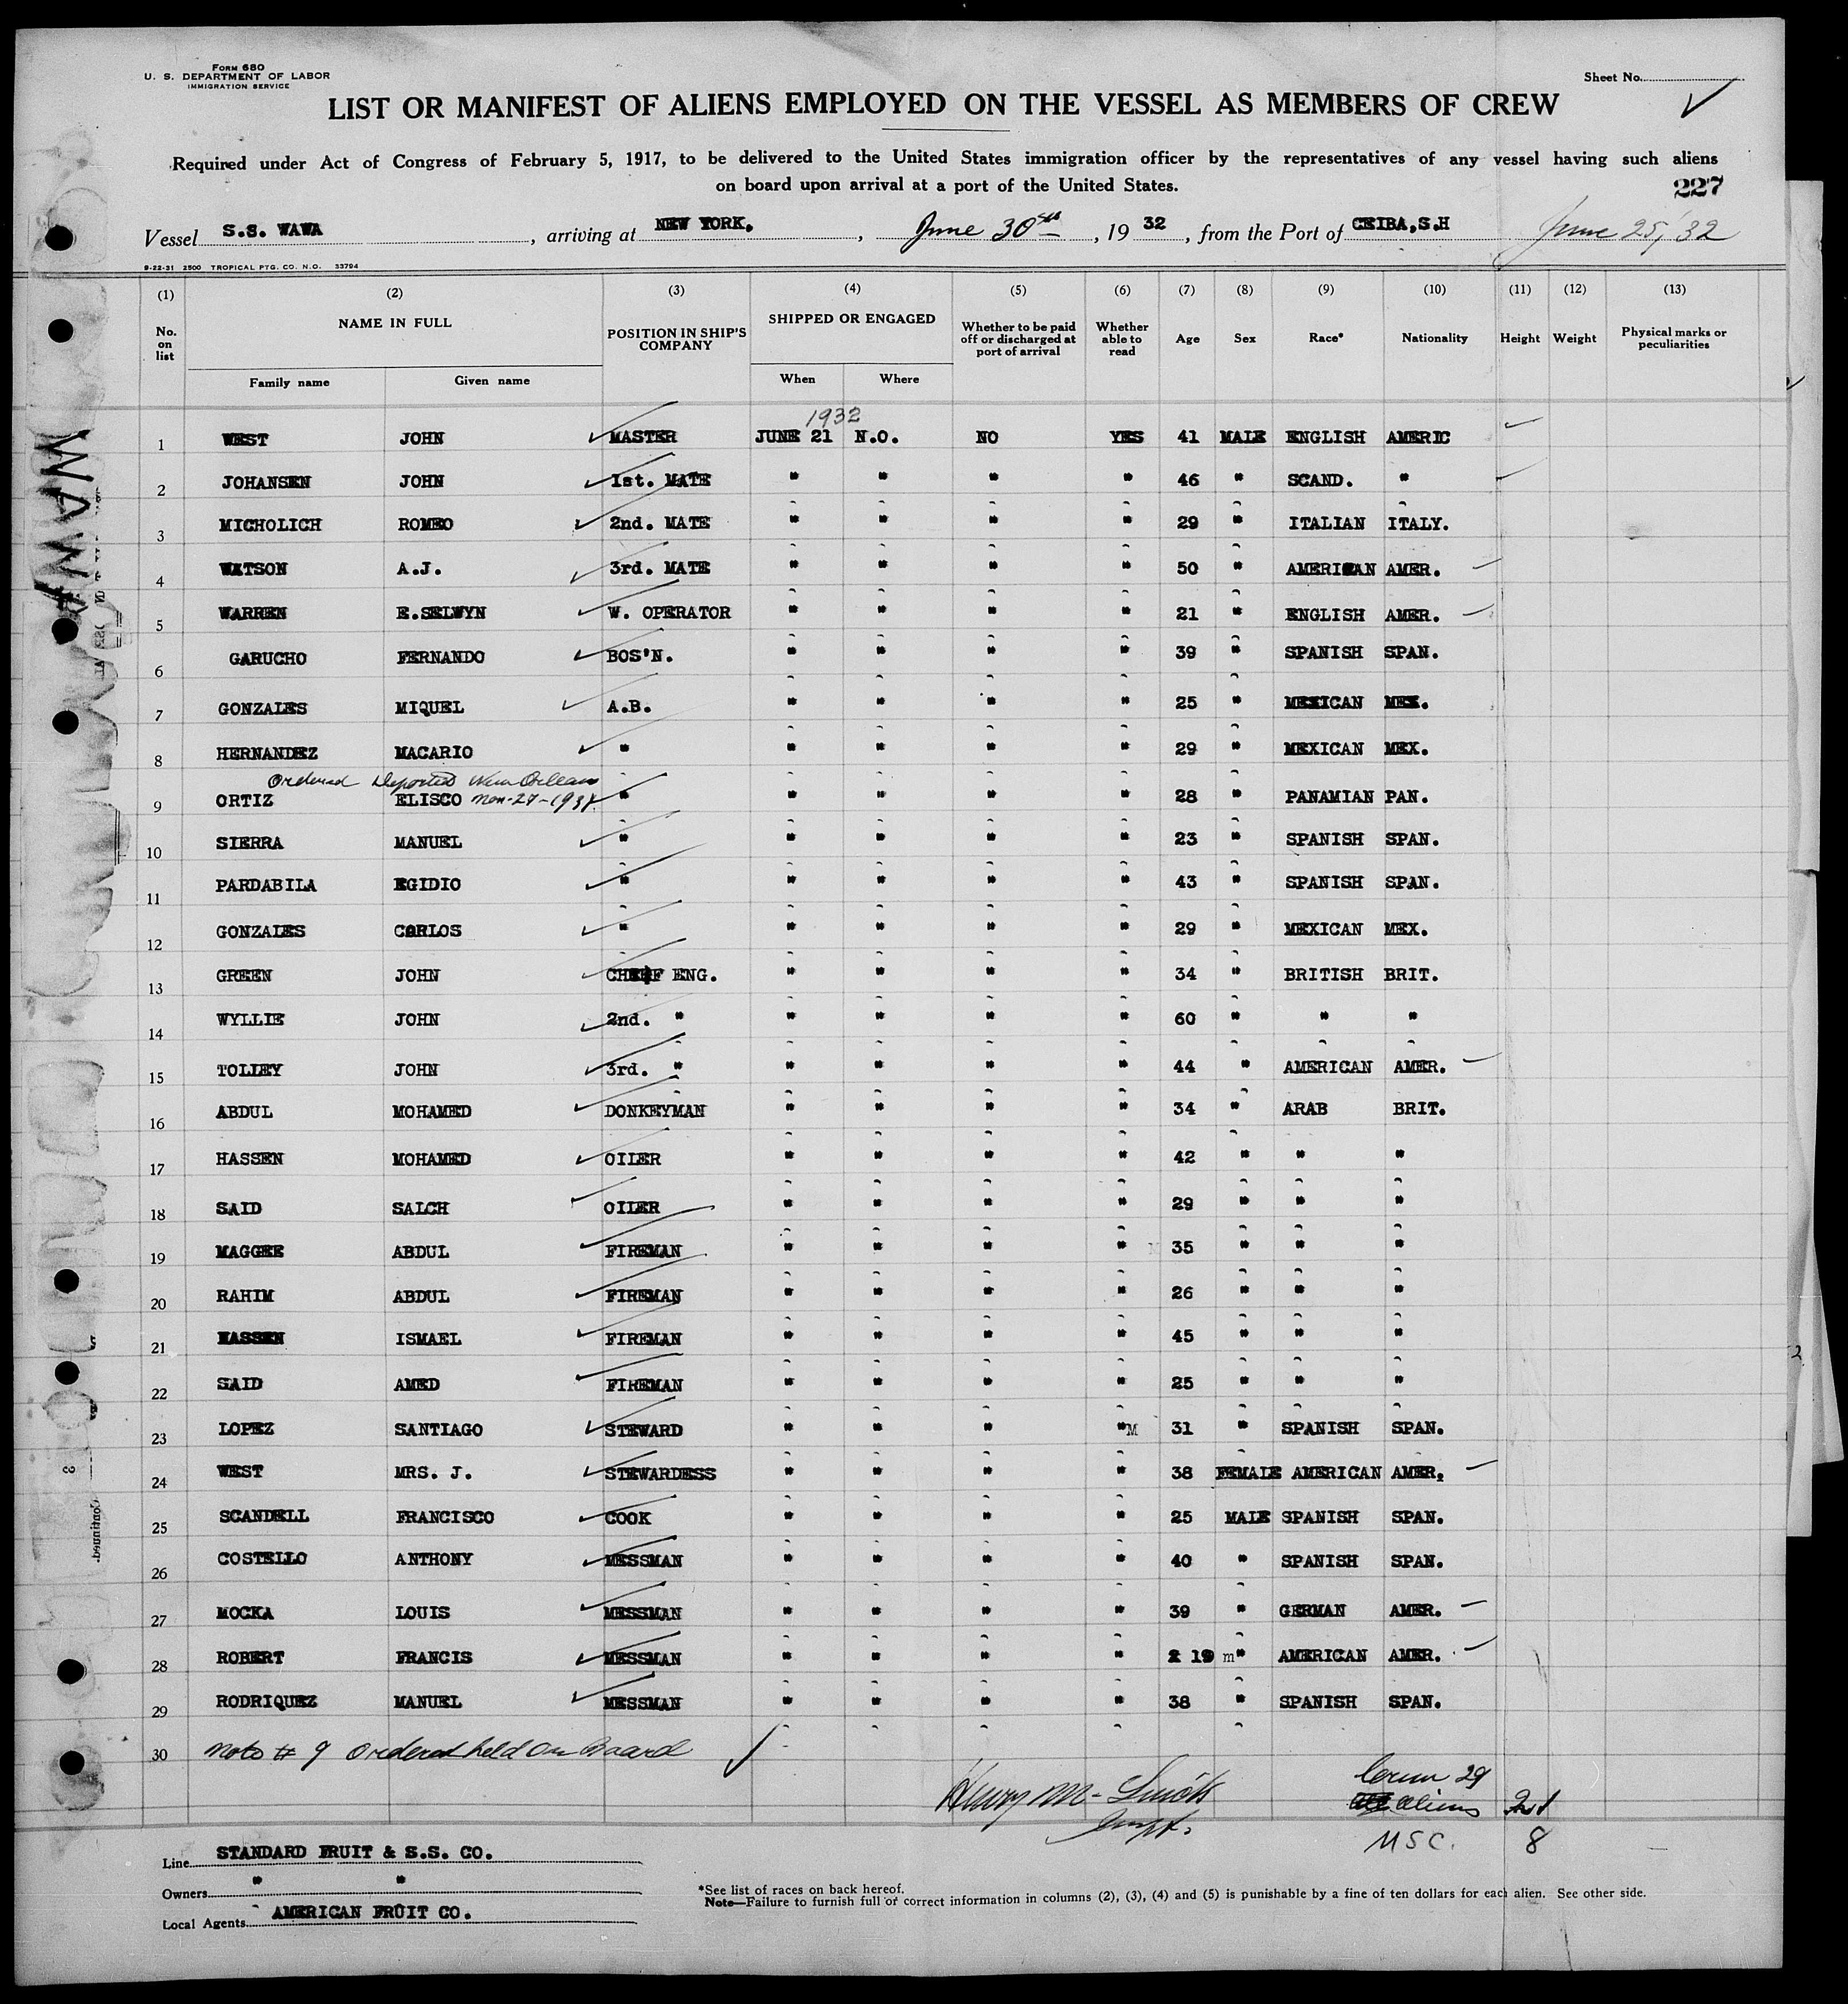 Form 680
U. S. DEPARTMENT OF LABOR
IMMIGRATION SERVICE
Sheet No.
LIST OR MANIFEST OF ALIENS EMPLOYED ON THE VESSEL AS MEMBERS OF CREW
Required under Act of Congress of February 5, 1917, to be delivered to the United States immigration officer by the representatives of any vessel having such aliens
on board upon arrival at a port of the United States.
227
Vessel S.S. WAWA, arriving at NEW YORK., June 30th, 19 32, from the Port of CEIBA,S.H June 25, '32
9-22-31 2500 TROPICAL PTG. CO. N.O. 33794
(1) (2) (3) (4) (5) (6) (7) (8) (9) (10) (11) (12) (13)
No. on list NAME IN FULL POSITION IN SHIP'S COMPANY SHIPPED OR ENGAGED Whether to be paid off or discharged at port of arrival Whether able to read Age Sex Race* Nationality Height Weight Physical marks or peculiarities
Family name Given name When Where
1932
1 WEST JOHN MASTER JUNE 21 N.O. NO YES 41 MALE ENGLISH AMERIC
2 JOHANSEN JOHN 1st. MATE " " " " 46 " SCAND. "
3 MICHOLICH ROMEO 2nd. MATE " " " " 29 " ITALIAN ITALY.
4 WATSON A.J. 3rd. MATE " " " " 50 " AMERICAN AMER.
5 WARREN E.SELWYN W. OPERATOR " " " " 21 " ENGLISH AMER.
6 GARUCHO FERNANDO BOS'N. " " " " 39 " SPANISH SPAN.
7 GONZALES MIQUEL A.B. " " " " 25 " MEXICAN MEX.
8 HERNANDEZ MACARIO " " " " " 29 " MEXICAN MEX.
Ordered Deported New Orleans
9 ORTIZ ELISCO " " " " " 28 " PANAMIAN PAN.
10 SIERRA MANUEL " " " " " 23 " SPANISH SPAN.
11 PARDABILA EGIDIO " " " " " 43 " SPANISH SPAN.
12 GONZALES CARLOS " " " " " 29 " MEXICAN MEX.
13 GREEN JOHN CHEIF ENG. " " " " 34 " BRITISH BRIT.
14 WYLLIE JOHN 2nd. " " " " " 60 " " "
15 TOLLEY JOHN 3rd. " " " " " 44 " AMERICAN AMER.
16 ABDUL MOHAMED DONKEYMAN " " " " 34 " ARAB BRIT.
17 HASSEN MOHAMED OILER " " " " 42 " " "
18 SAID SALCH OILER " " " " 29 " " "
19 MAGGEE ABDUL FIREMAN " " " " 35 " " "
20 RAHIM ABDUL FIREMAN " " " " 26 " " "
21 HASSEN ISMAEL FIREMAN " " " " 45 " " "
22 SAID AMED FIREMAN " " " " 25 " " "
23 LOPEZ SANTIAGO STEWARD " " " "M 31 " SPANISH SPAN.
24 WEST MRS. J. STEWARDESS " " " " 38 FEMALE AMERICAN AMER.
25 SCANDELL FRANCISCO COOK " " " " 25 MALE SPANISH SPAN.
26 COSTELLO ANTHONY MESSMAN " " " " 40 " SPANISH SPAN.
27 MOCKA LOUIS MESSMAN " " " " 39 " GERMAN AMER.
28 ROBERT FRANCIS MESSMAN " " " " 19 m" AMERICAN AMER.
29 RODRIQUEZ MANUEL MESSMAN " " " " 38 " SPANISH SPAN.
30 Note # 9 Ordered held on Board
Crew 29
Henry M. aliens
Inspt.
USC. 8
Line STANDARD FRUIT & S.S. CO.
Owners " "
Local Agents AMERICAN FRUIT CO.
*See list of races on back hereof.
Note—Failure to furnish full or correct information in columns (2), (3), (4) and (5) is punishable by a fine of ten dollars for each alien. See other side.
WAWA
Continued.